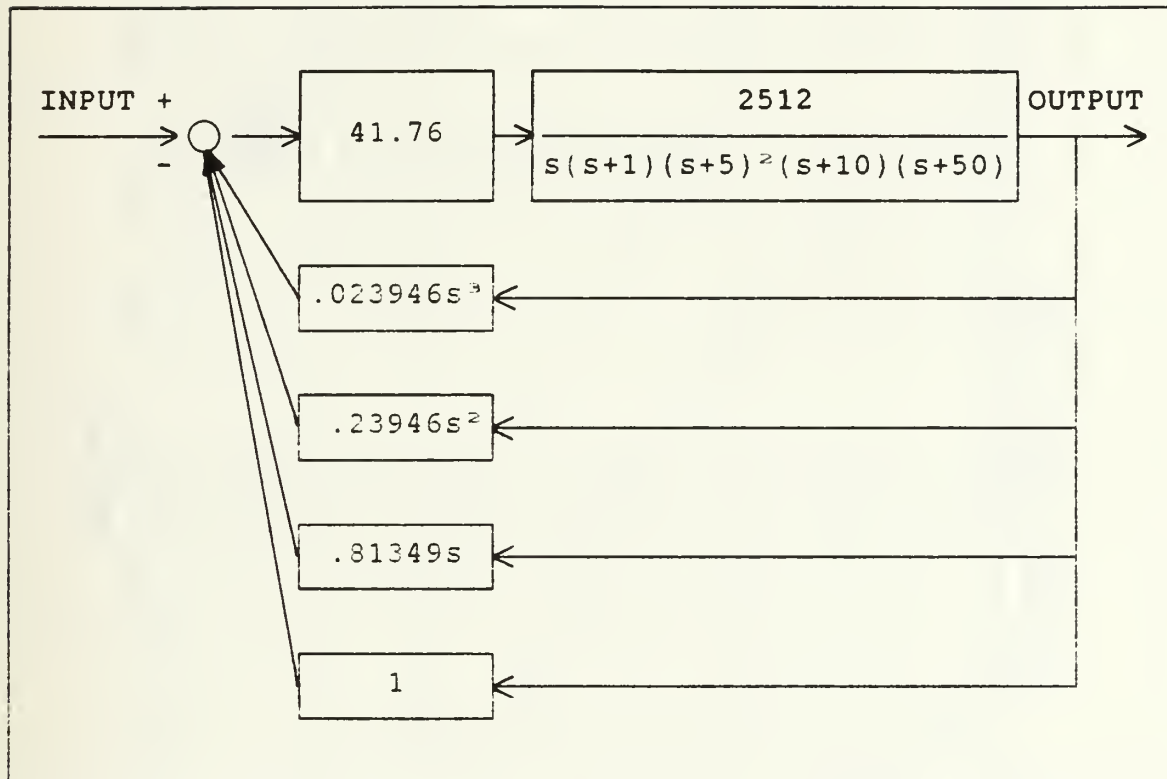 INPUT +
-
41.76
2512
s(s+1)(s+5)²(s+10)(s+50)
OUTPUT
.023946s³
.23946s²
.81349s
1